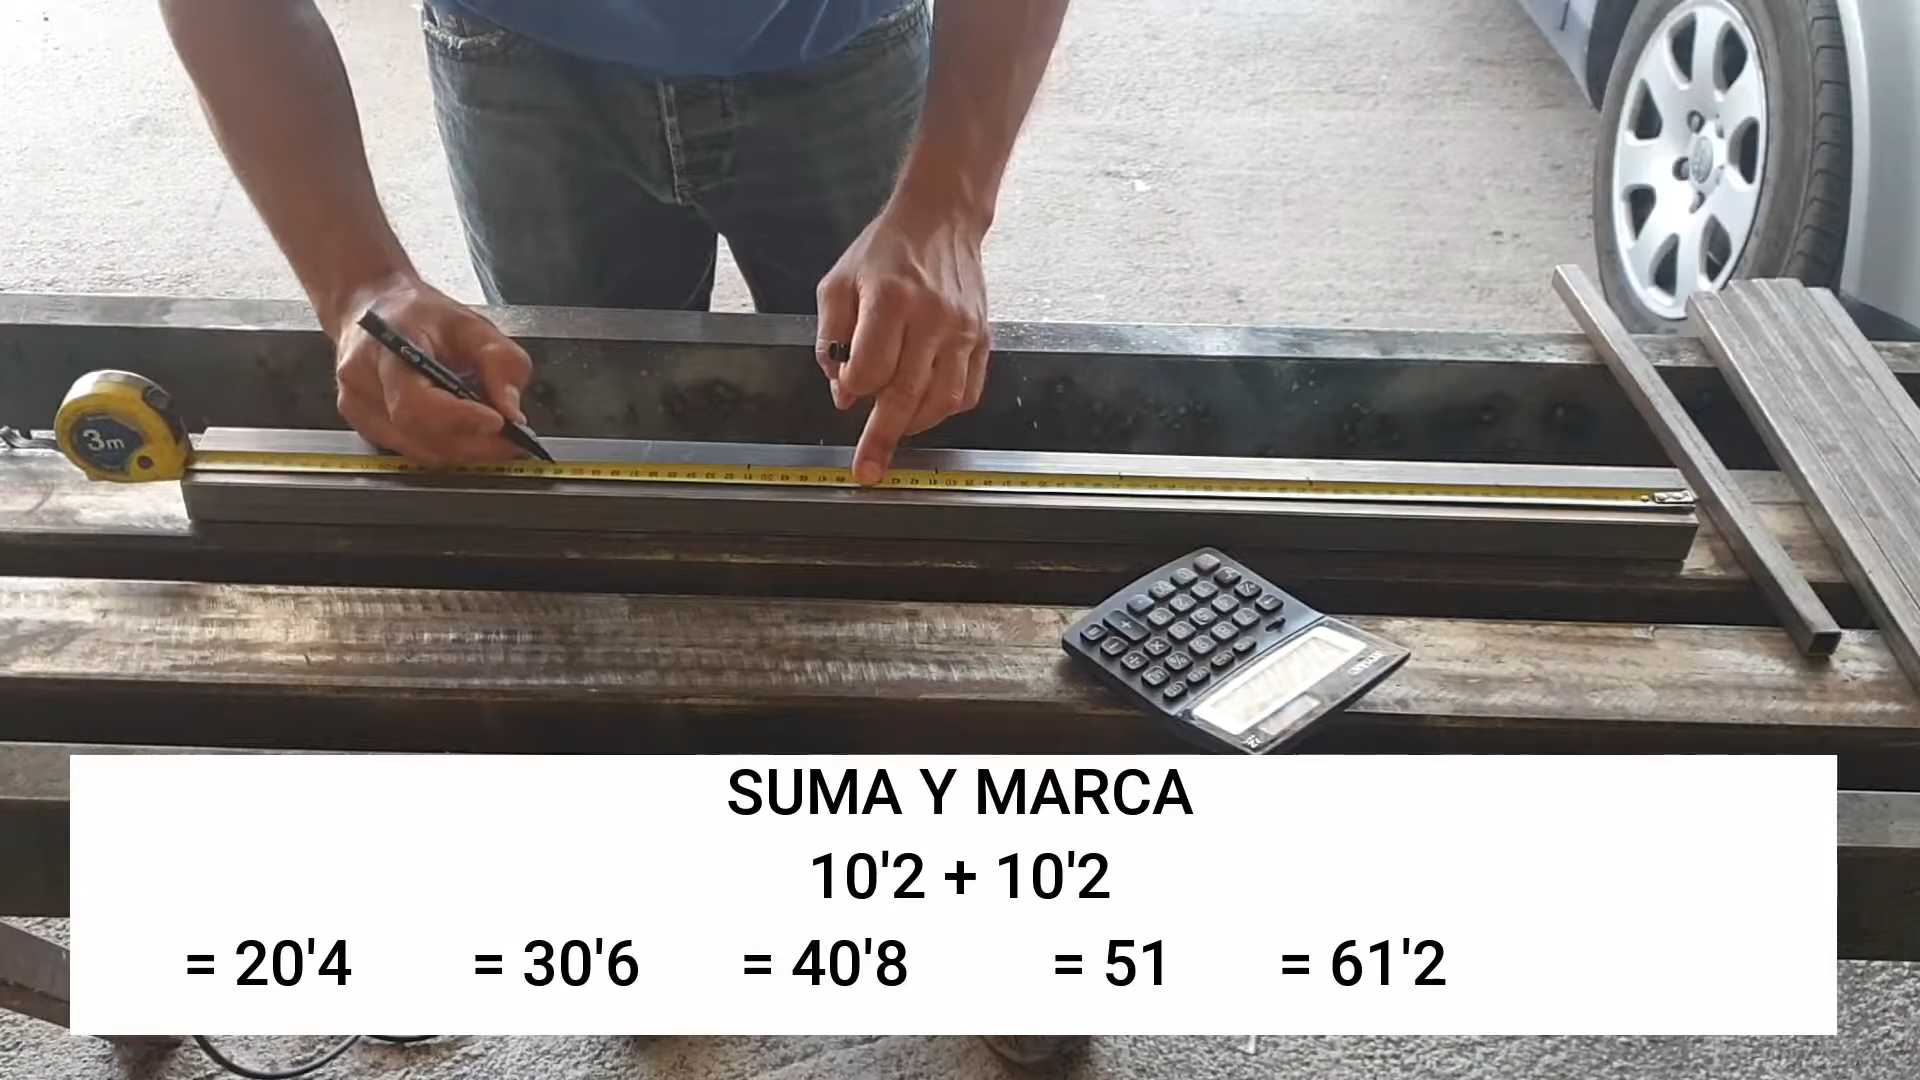 3m
SUMA Y MARCA
10'2 + 10'2
= 20'4 = 30'6 = 40'8 = 51 = 61'2